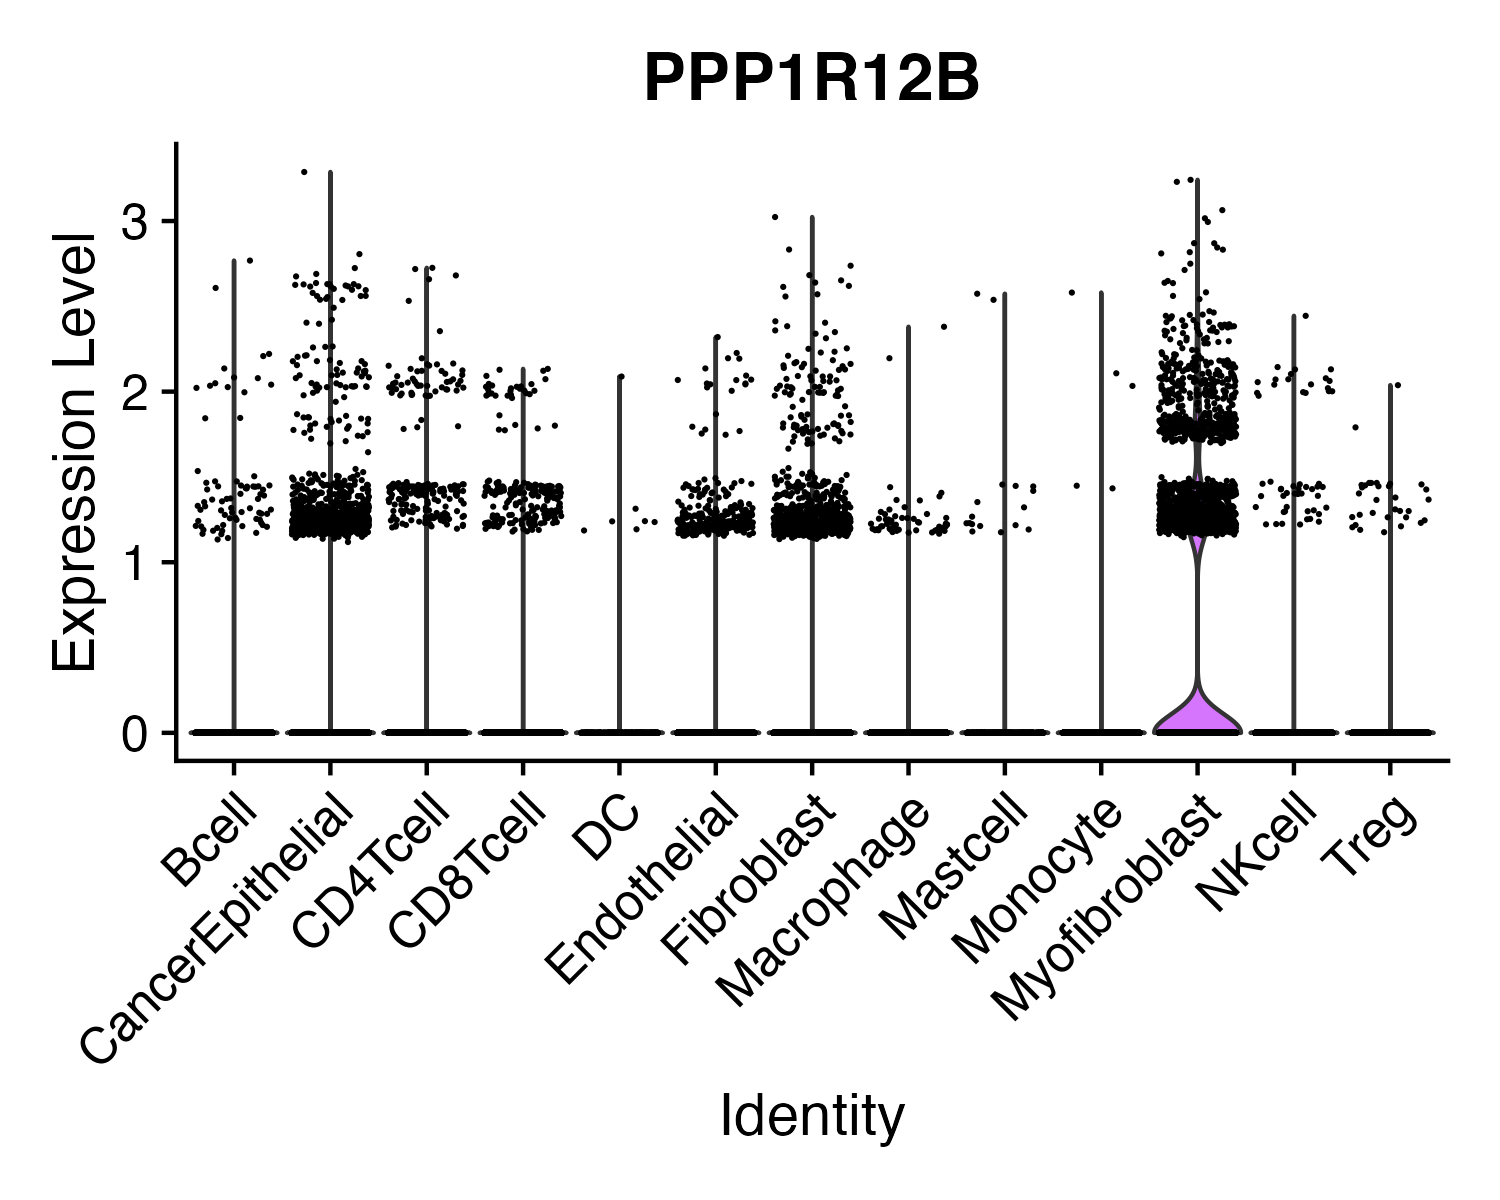 PPP1R12B
Expression Level
3
2
1
0
Bcell
CancerEpithelial
CD4Tcell
CD8Tcell
DC
Endothelial
Fibroblast
Macrophage
Mastcell
Monocyte
Myofibroblast
NKcell
Treg
Identity